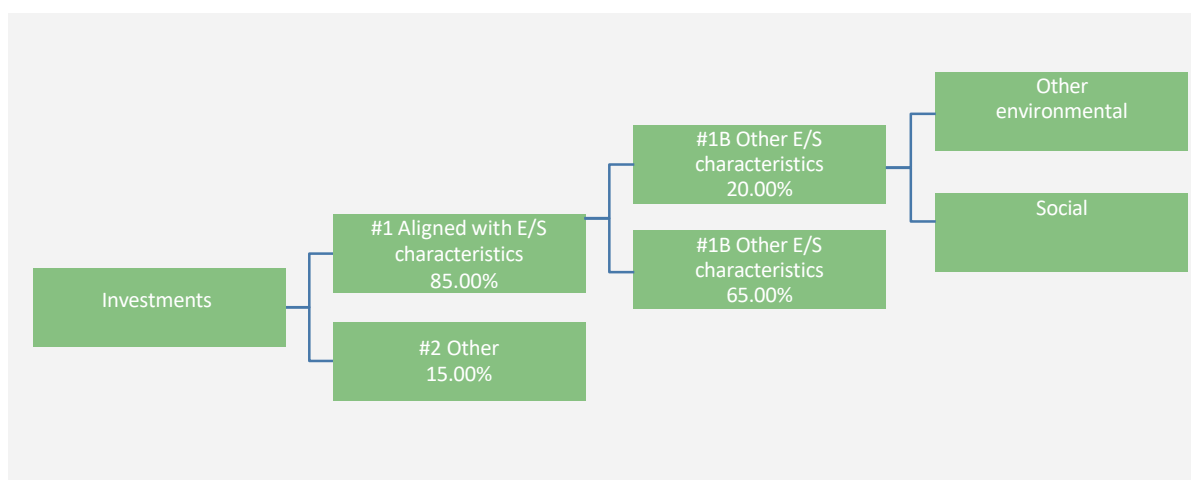 Investments
#1 Aligned with E/S
characteristics
85.00%
#2 Other
15.00%
#1B Other E/S
characteristics
20.00%
#1B Other E/S
characteristics
65.00%
Other
environmental
Social